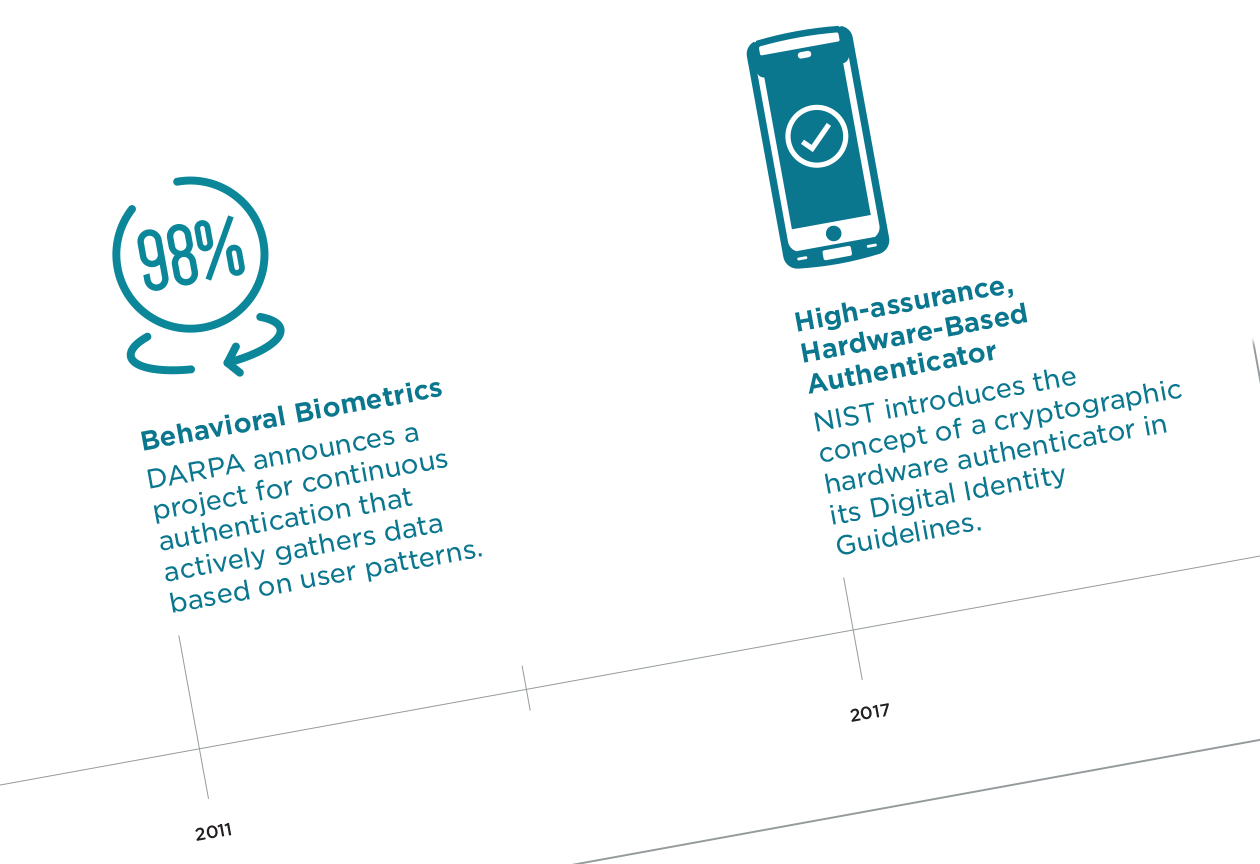 98%
Behavioral Biometrics
DARPA announces a
project for continuous
authentication that
actively gathers data
based on user patterns.
2011
High-assurance,
Hardware-Based
Authenticator
NIST introduces the
concept of a cryptographic
hardware authenticator in
its Digital Identity
Guidelines.
2017